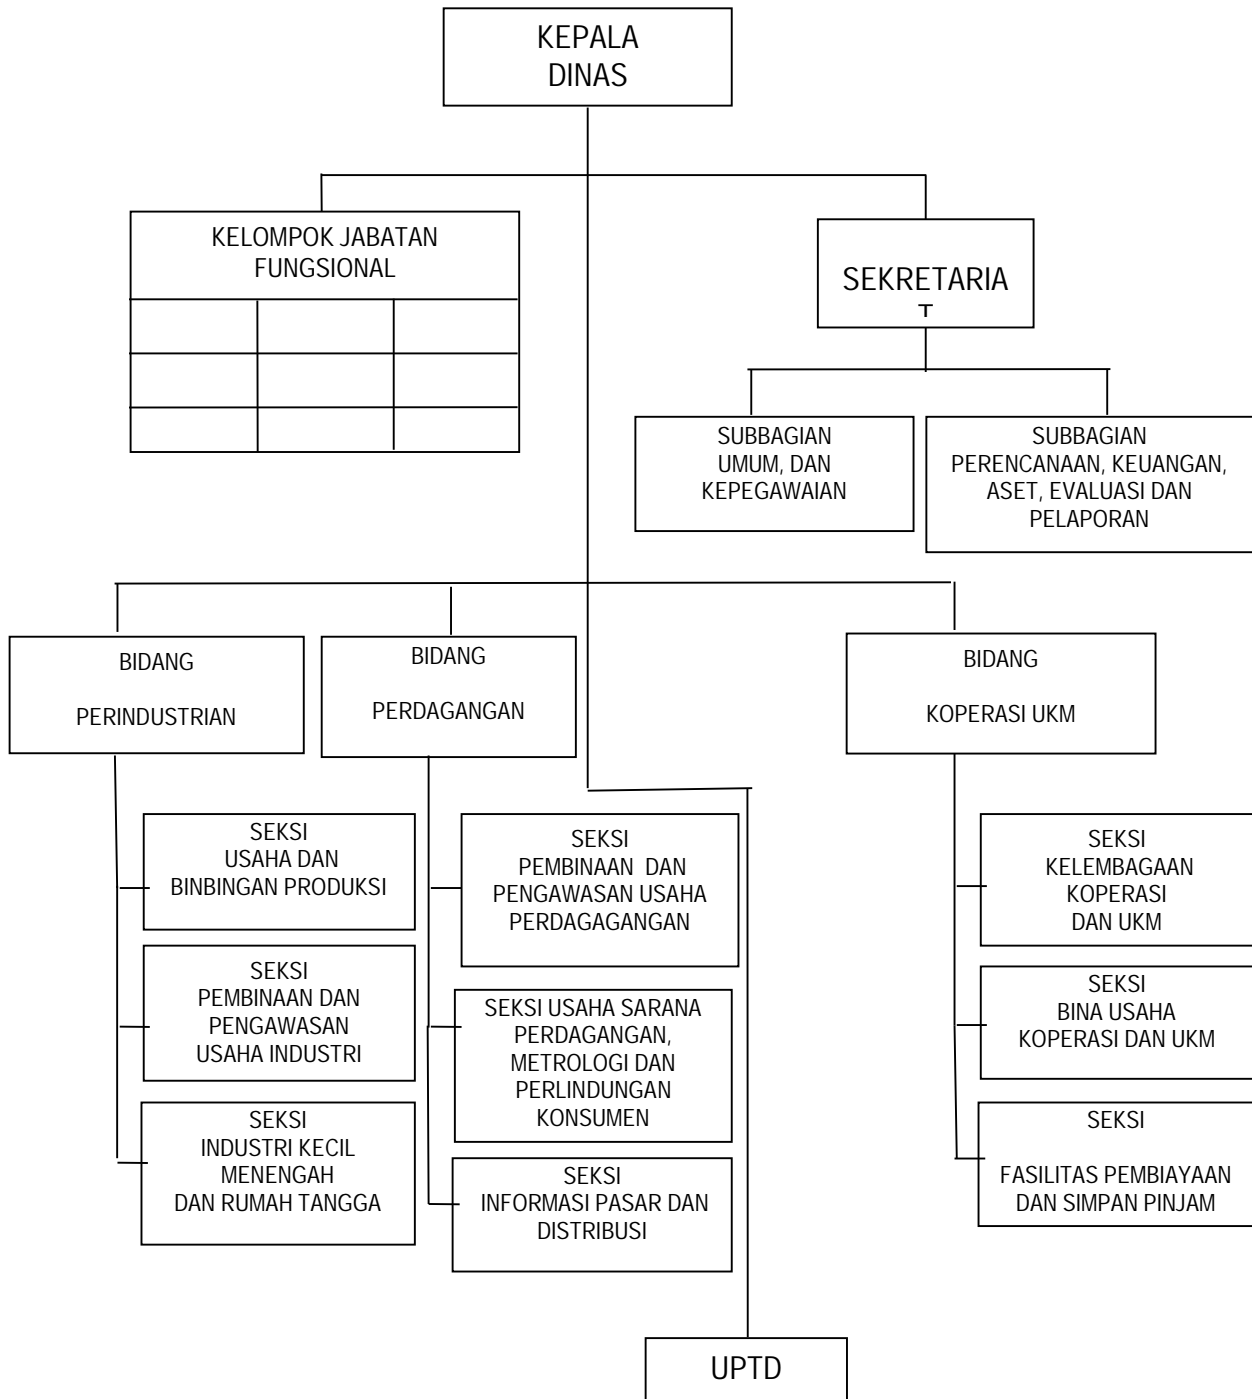 KEPALA
DINAS
KELOMPOK JABATAN
FUNGSIONAL
SEKRETARIA
T
SUBBAGIAN
UMUM, DAN
KEPEGAWAIAN
SUBBAGIAN
PERENCANAAN, KEUANGAN,
ASET, EVALUASI DAN
PELAPORAN
BIDANG
PERINDUSTRIAN
BIDANG
PERDAGANGAN
BIDANG
KOPERASI UKM
SEKSI
USAHA DAN
BINBINGAN PRODUKSI
SEKSI
PEMBINAAN DAN
PENGAWASAN
USAHA INDUSTRI
SEKSI
INDUSTRI KECIL
MENENGAH
DAN RUMAH TANGGA
SEKSI
PEMBINAAN DAN
PENGAWASAN USAHA
PERDAGAGANGAN
SEKSI USAHA SARANA
PERDAGANGAN,
METROLOGI DAN
PERLINDUNGAN
KONSUMEN
SEKSI
INFORMASI PASAR DAN
DISTRIBUSI
SEKSI
KELEMBAGAAN
KOPERASI
DAN UKM
SEKSI
BINA USAHA
KOPERASI DAN UKM
SEKSI
FASILITAS PEMBIAYAAN
DAN SIMPAN PINJAM
UPTD